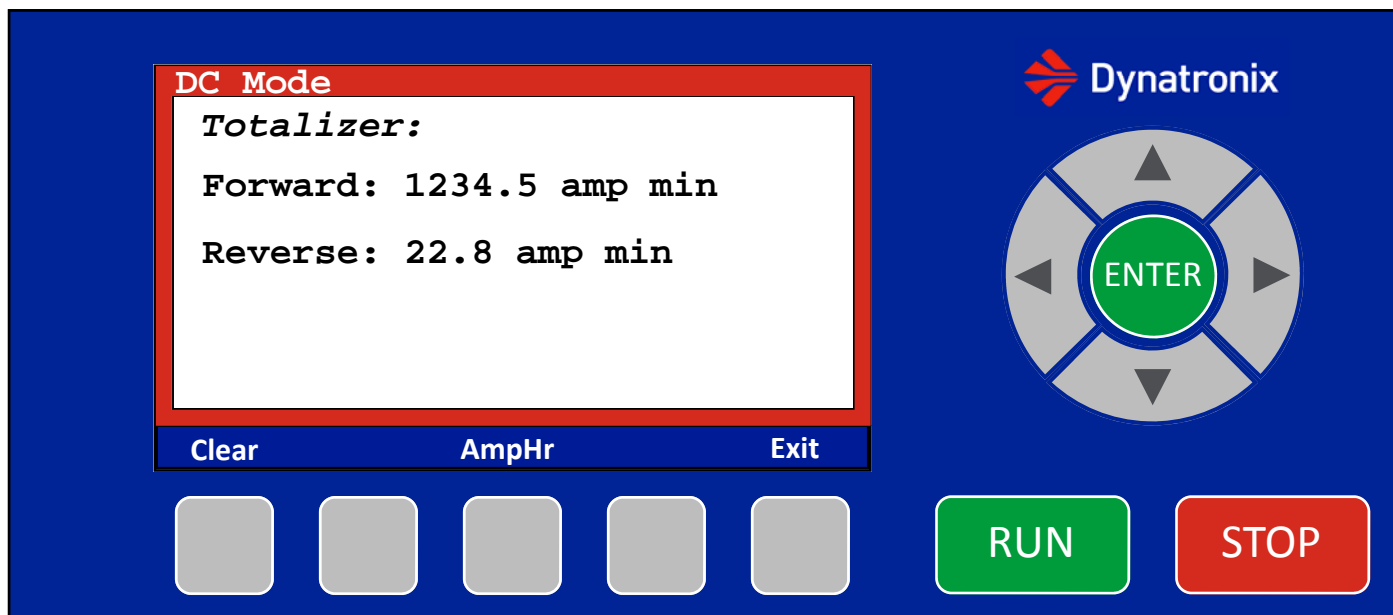 DC Mode
Totalizer:
Forward: 1234.5 amp min
Reverse: 22.8 amp min
Clear AmpHr Exit
Dynatronix
ENTER
RUN STOP